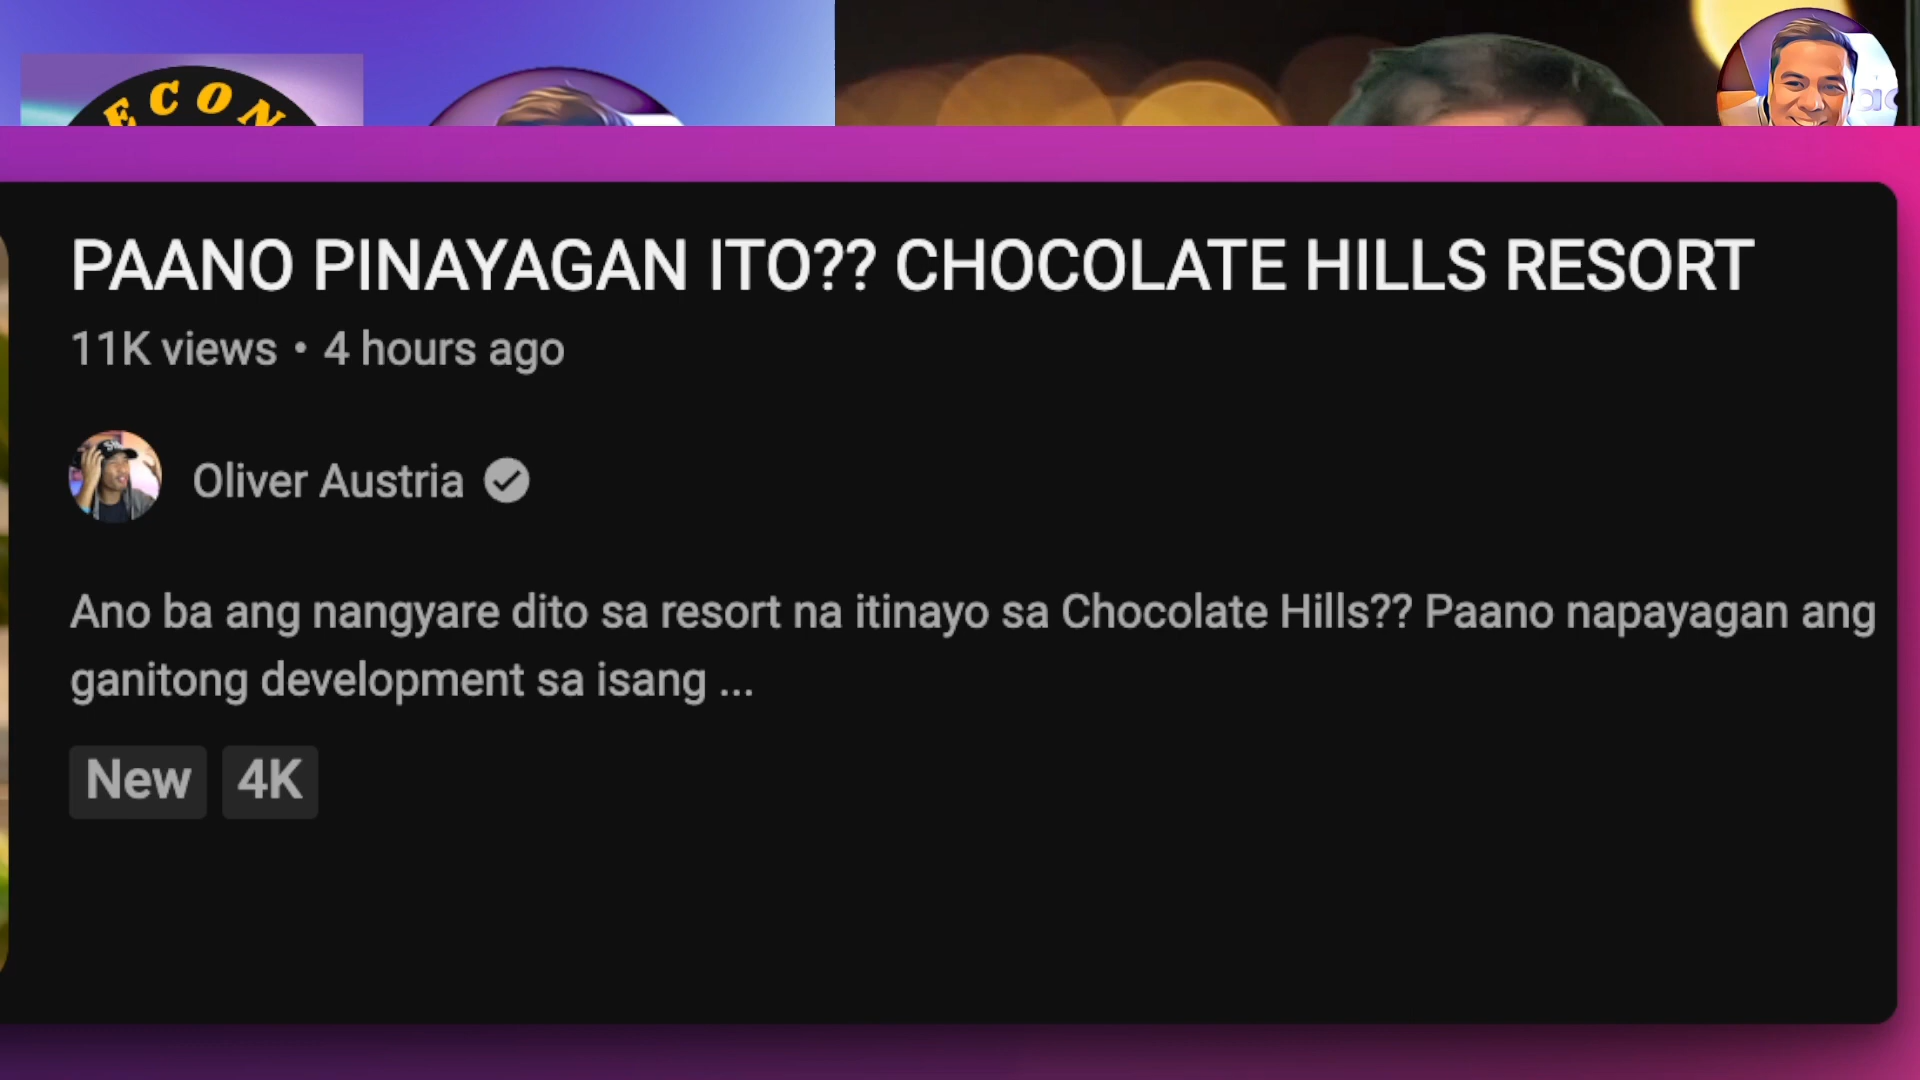 ECON
PAANO PINAYAGAN ITO?? CHOCOLATE HILLS RESORT
11K views • 4 hours ago
Oliver Austria
Ano ba ang nangyare dito sa resort na itinayo sa Chocolate Hills?? Paano napayagan ang
ganitong development sa isang ...
New 4K